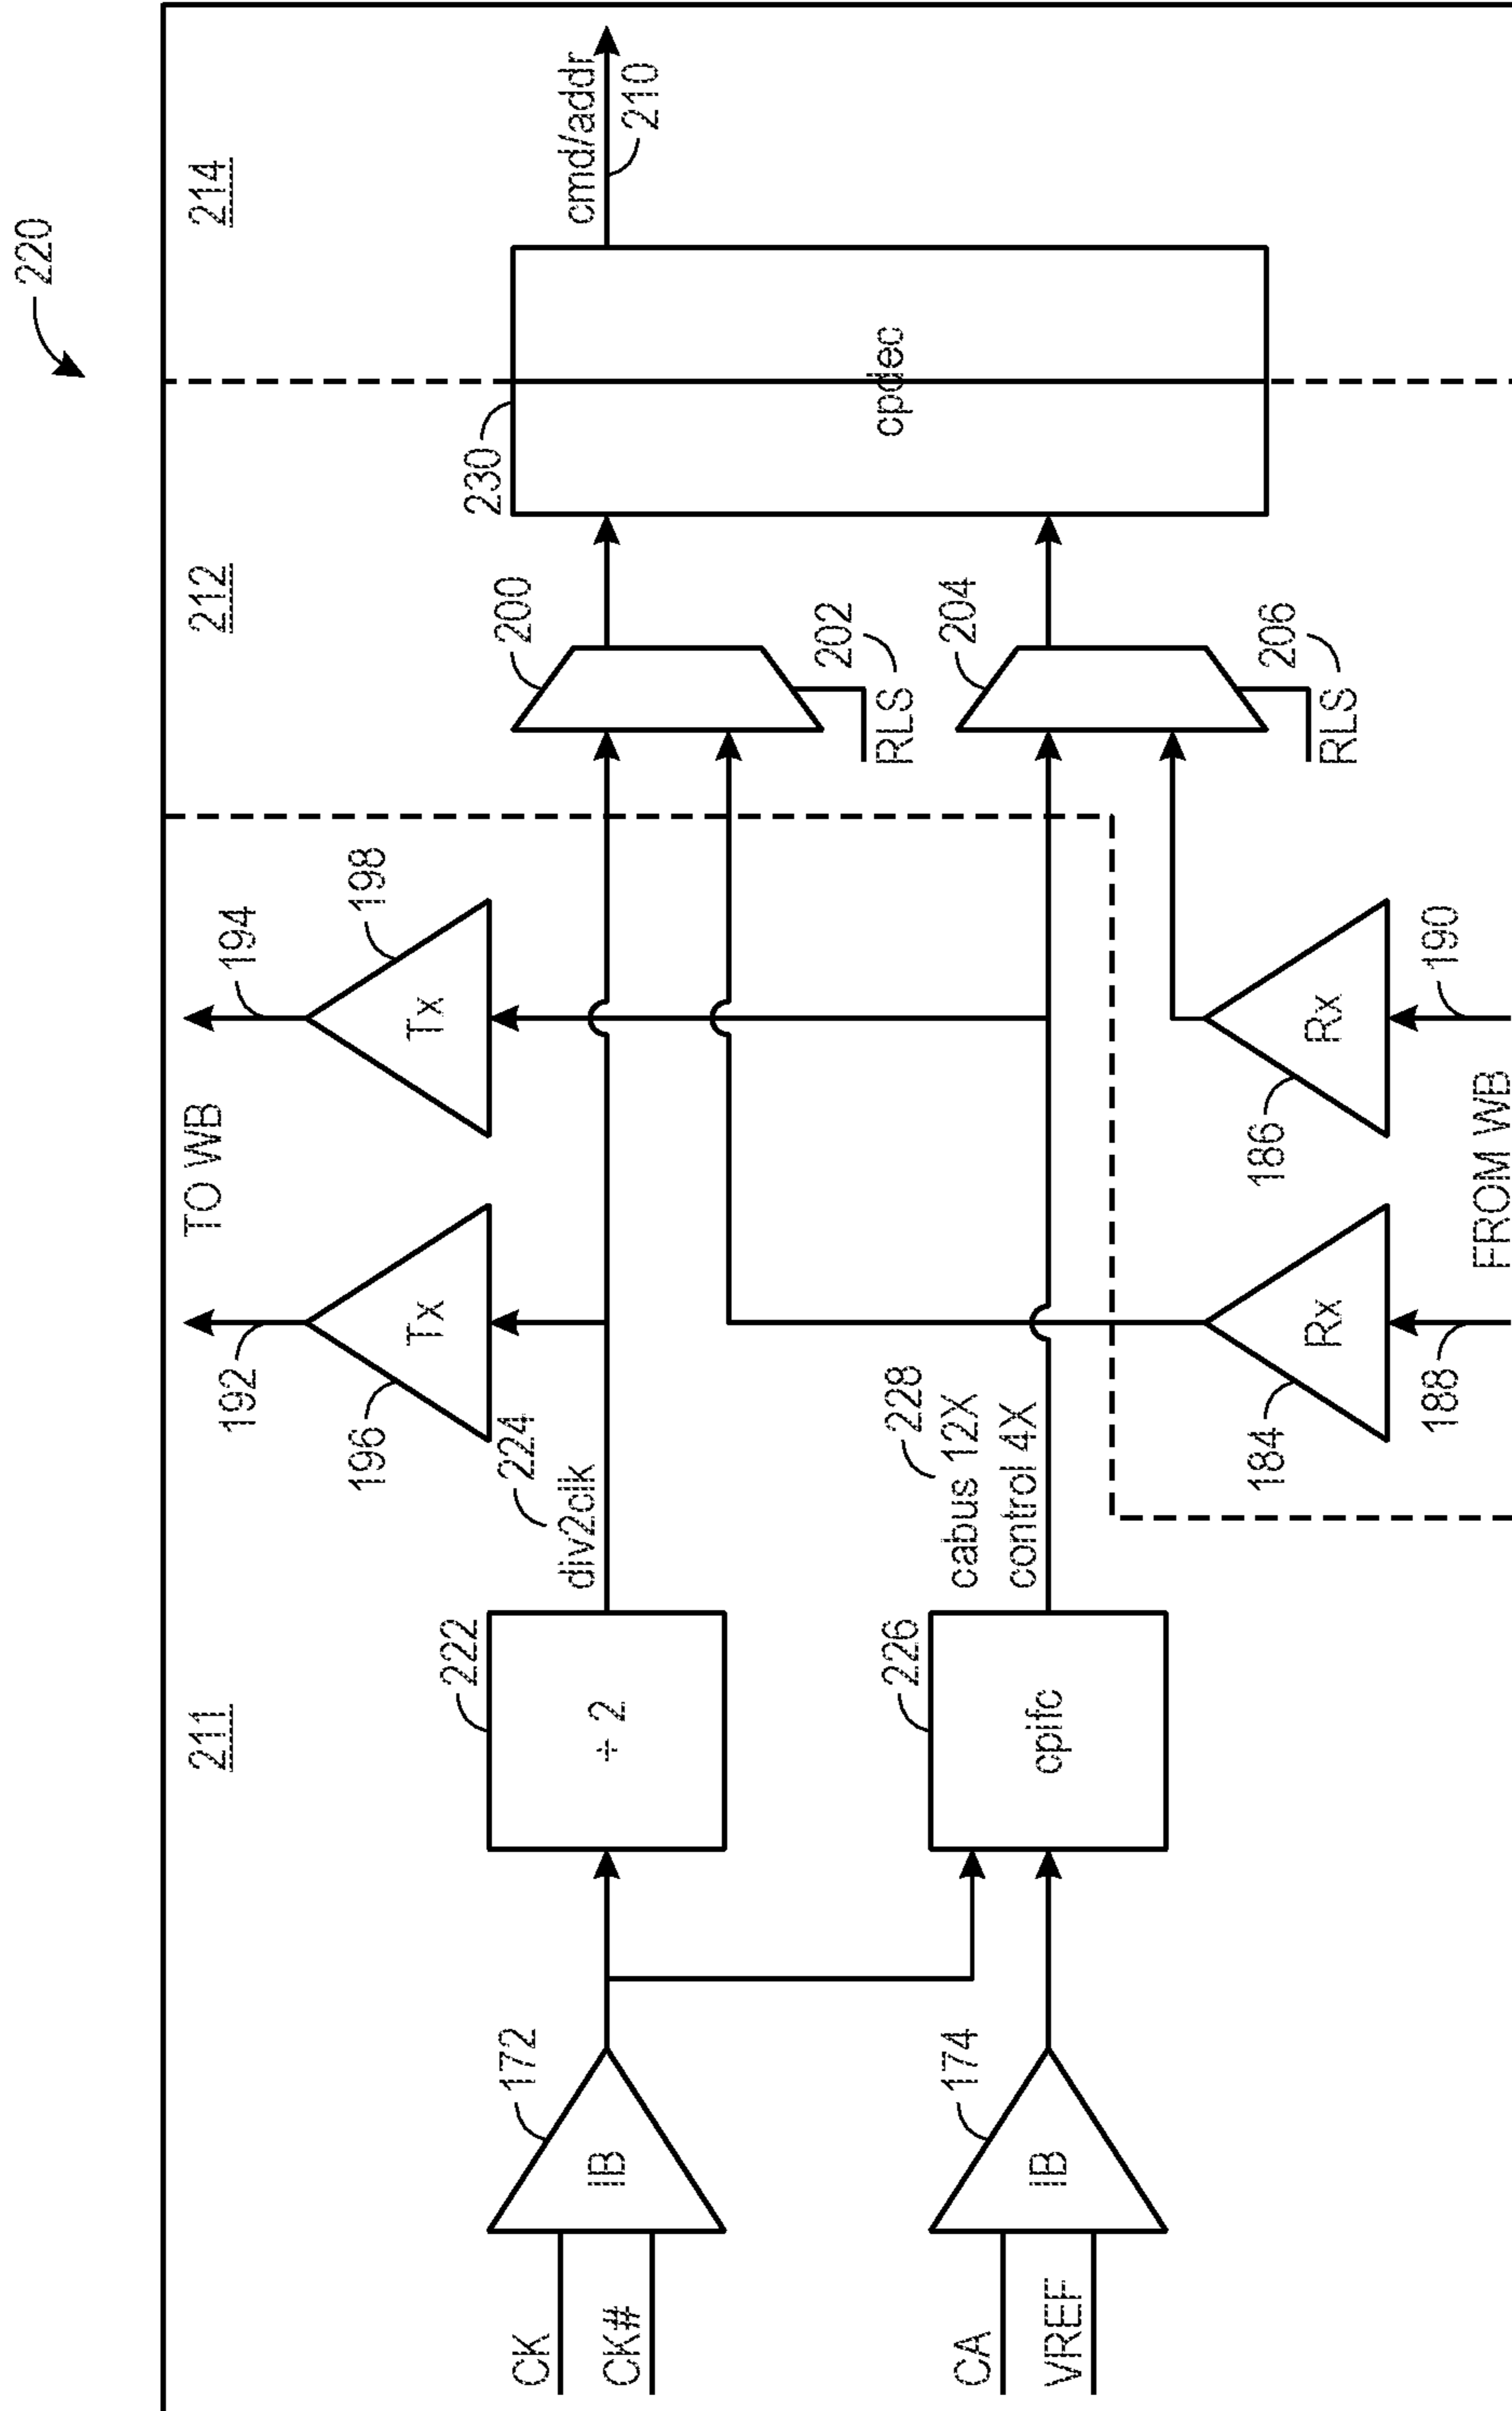 220
211
212
214
TO WB
192
194
196
Tx
198
Tx
CK
CK#
IB
172
222
÷ 2
224
div2clk
200
202
RLS
230
cpdec
cmd/addr
210
CA
VREF
IB
174
226
cpifc
228
cabus 12X
control 4X
204
206
RLS
184
Rx
186
Rx
188
190
FROM WB